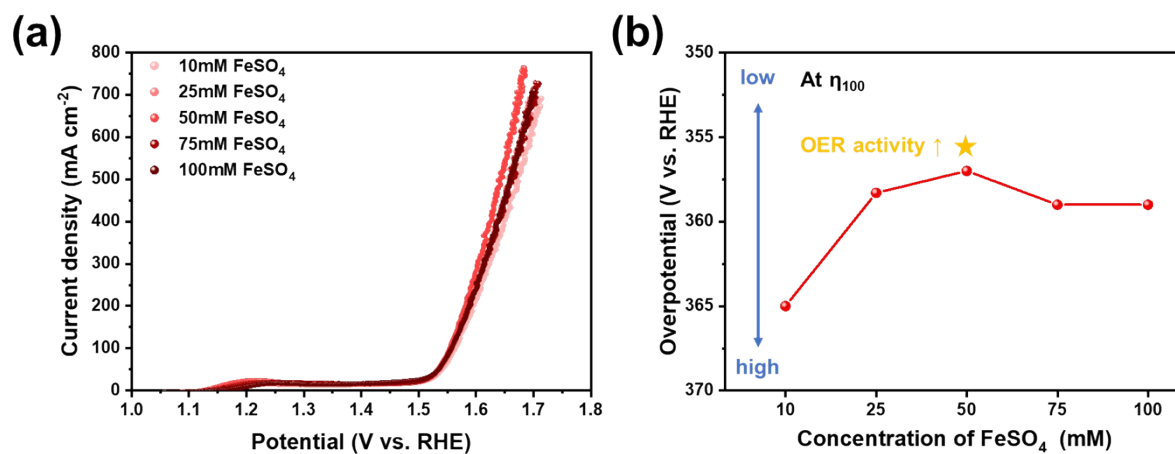 (a)
800
700
600
500
400
300
200
100
0
Current density (mA cm⁻²)
10mM FeSO₄
25mM FeSO₄
50mM FeSO₄
75mM FeSO₄
100mM FeSO₄
1.0 1.1 1.2 1.3 1.4 1.5 1.6 1.7 1.8
Potential (V vs. RHE)
(b)
350
355
360
365
370
Overpotential (V vs. RHE)
low
high
At η₁₀₀
OER activity ↑
10 25 50 75 100
Concentration of FeSO₄ (mM)